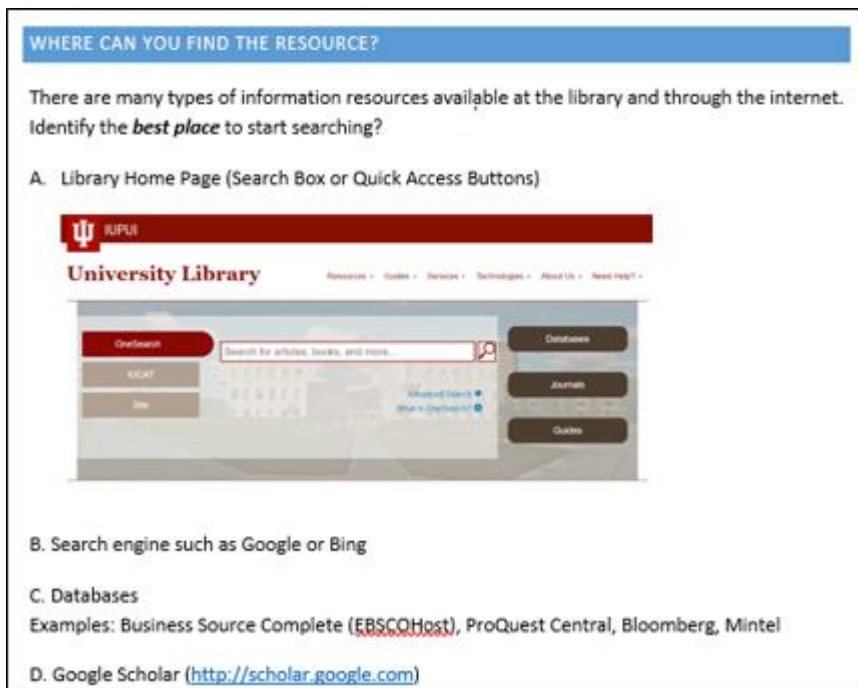 WHERE CAN YOU FIND THE RESOURCE?
There are many types of information resources available at the library and through the internet.
Identify the best place to start searching?
A. Library Home Page (Search Box or Quick Access Buttons)
IUPUI
University Library
Resources Guides Services Technologies About Us Need Help?
OneSearch
Search for articles, books, and more...
Databases
IUCAT
Journals
Advanced Search
Site
What is OneSearch?
Guides
B. Search engine such as Google or Bing
C. Databases
Examples: Business Source Complete (EBSCOHost), ProQuest Central, Bloomberg, Mintel
D. Google Scholar (http://scholar.google.com)